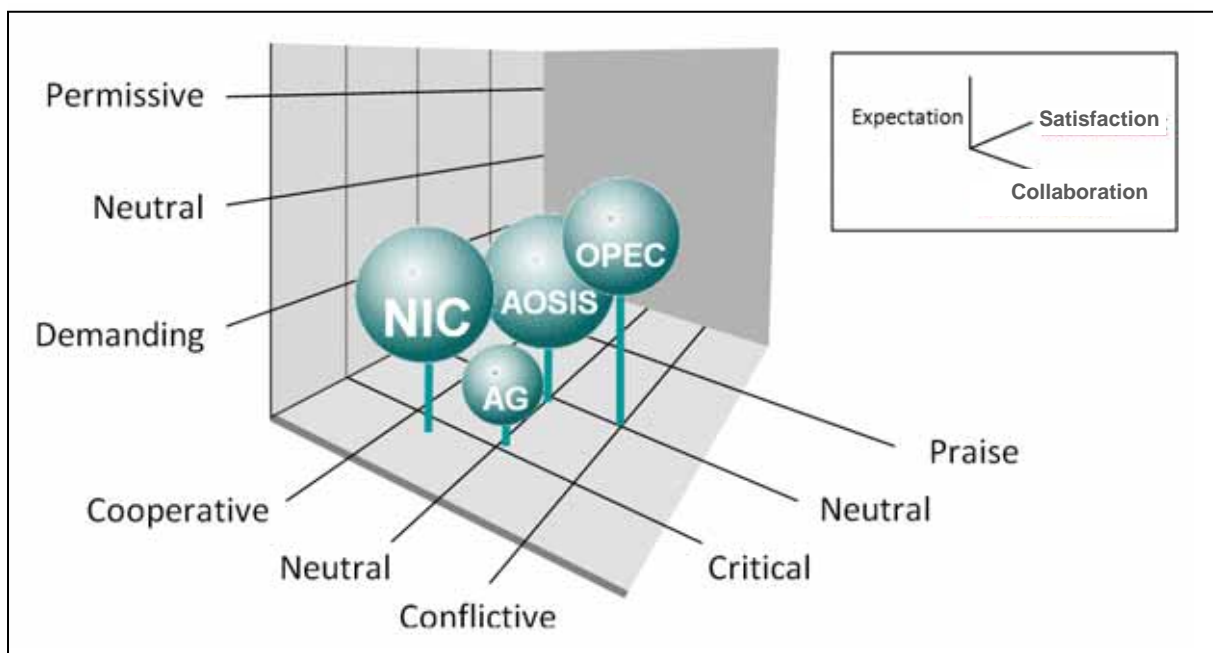 Permissive
Neutral
Demanding
Cooperative
Neutral
Conflictive
Critical
Neutral
Praise
NIC
AG
AOSIS
OPEC
Expectation
Satisfaction
Collaboration